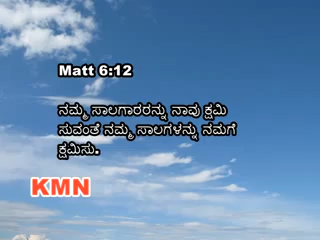 Matt 6:12
ನಮ್ಮ ಸಾಲಗಾರರನ್ನು ನಾವು ಕ್ಷಮಿ
ಸುವಂತೆ ನಮ್ಮ ಸಾಲಗಳನ್ನು ನಮಗೆ
ಕ್ಷಮಿಸು.
KMN